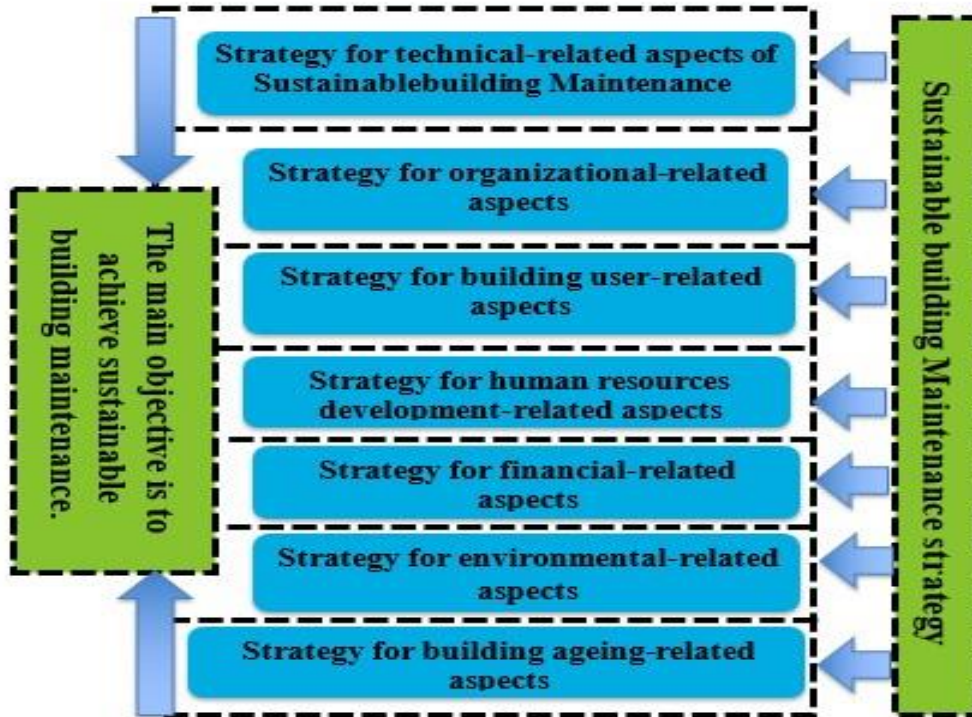 Strategy for technical-related aspects of
Sustainablebuilding Maintenance
Strategy for organizational-related
aspects
Strategy for building user-related
aspects
Strategy for human resources
development-related aspects
Strategy for financial-related
aspects
Strategy for environmental-related
aspects
Strategy for building ageing-related
aspects
The main objective is to
achieve sustainable
building maintenance.
Sustainable building Maintenance strategy